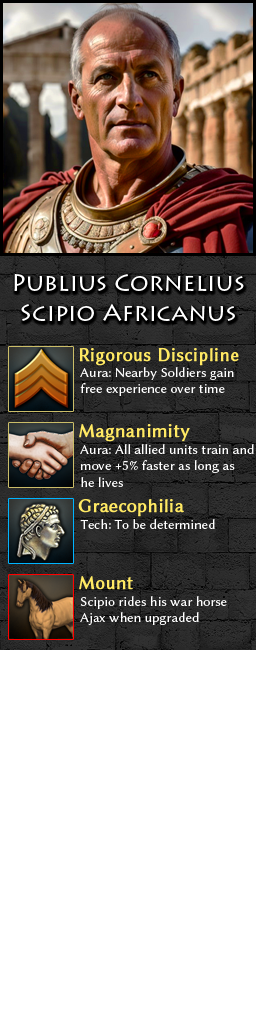 Publius Cornelius
Scipio Africanus
Rigorous Discipline
Aura: Nearby Soldiers gain
free experience over time
Magnanimity
Aura: All allied units train and
move +5% faster as long as
he lives
Graecophilia
Tech: To be determined
Mount
Scipio rides his war horse
Ajax when upgraded